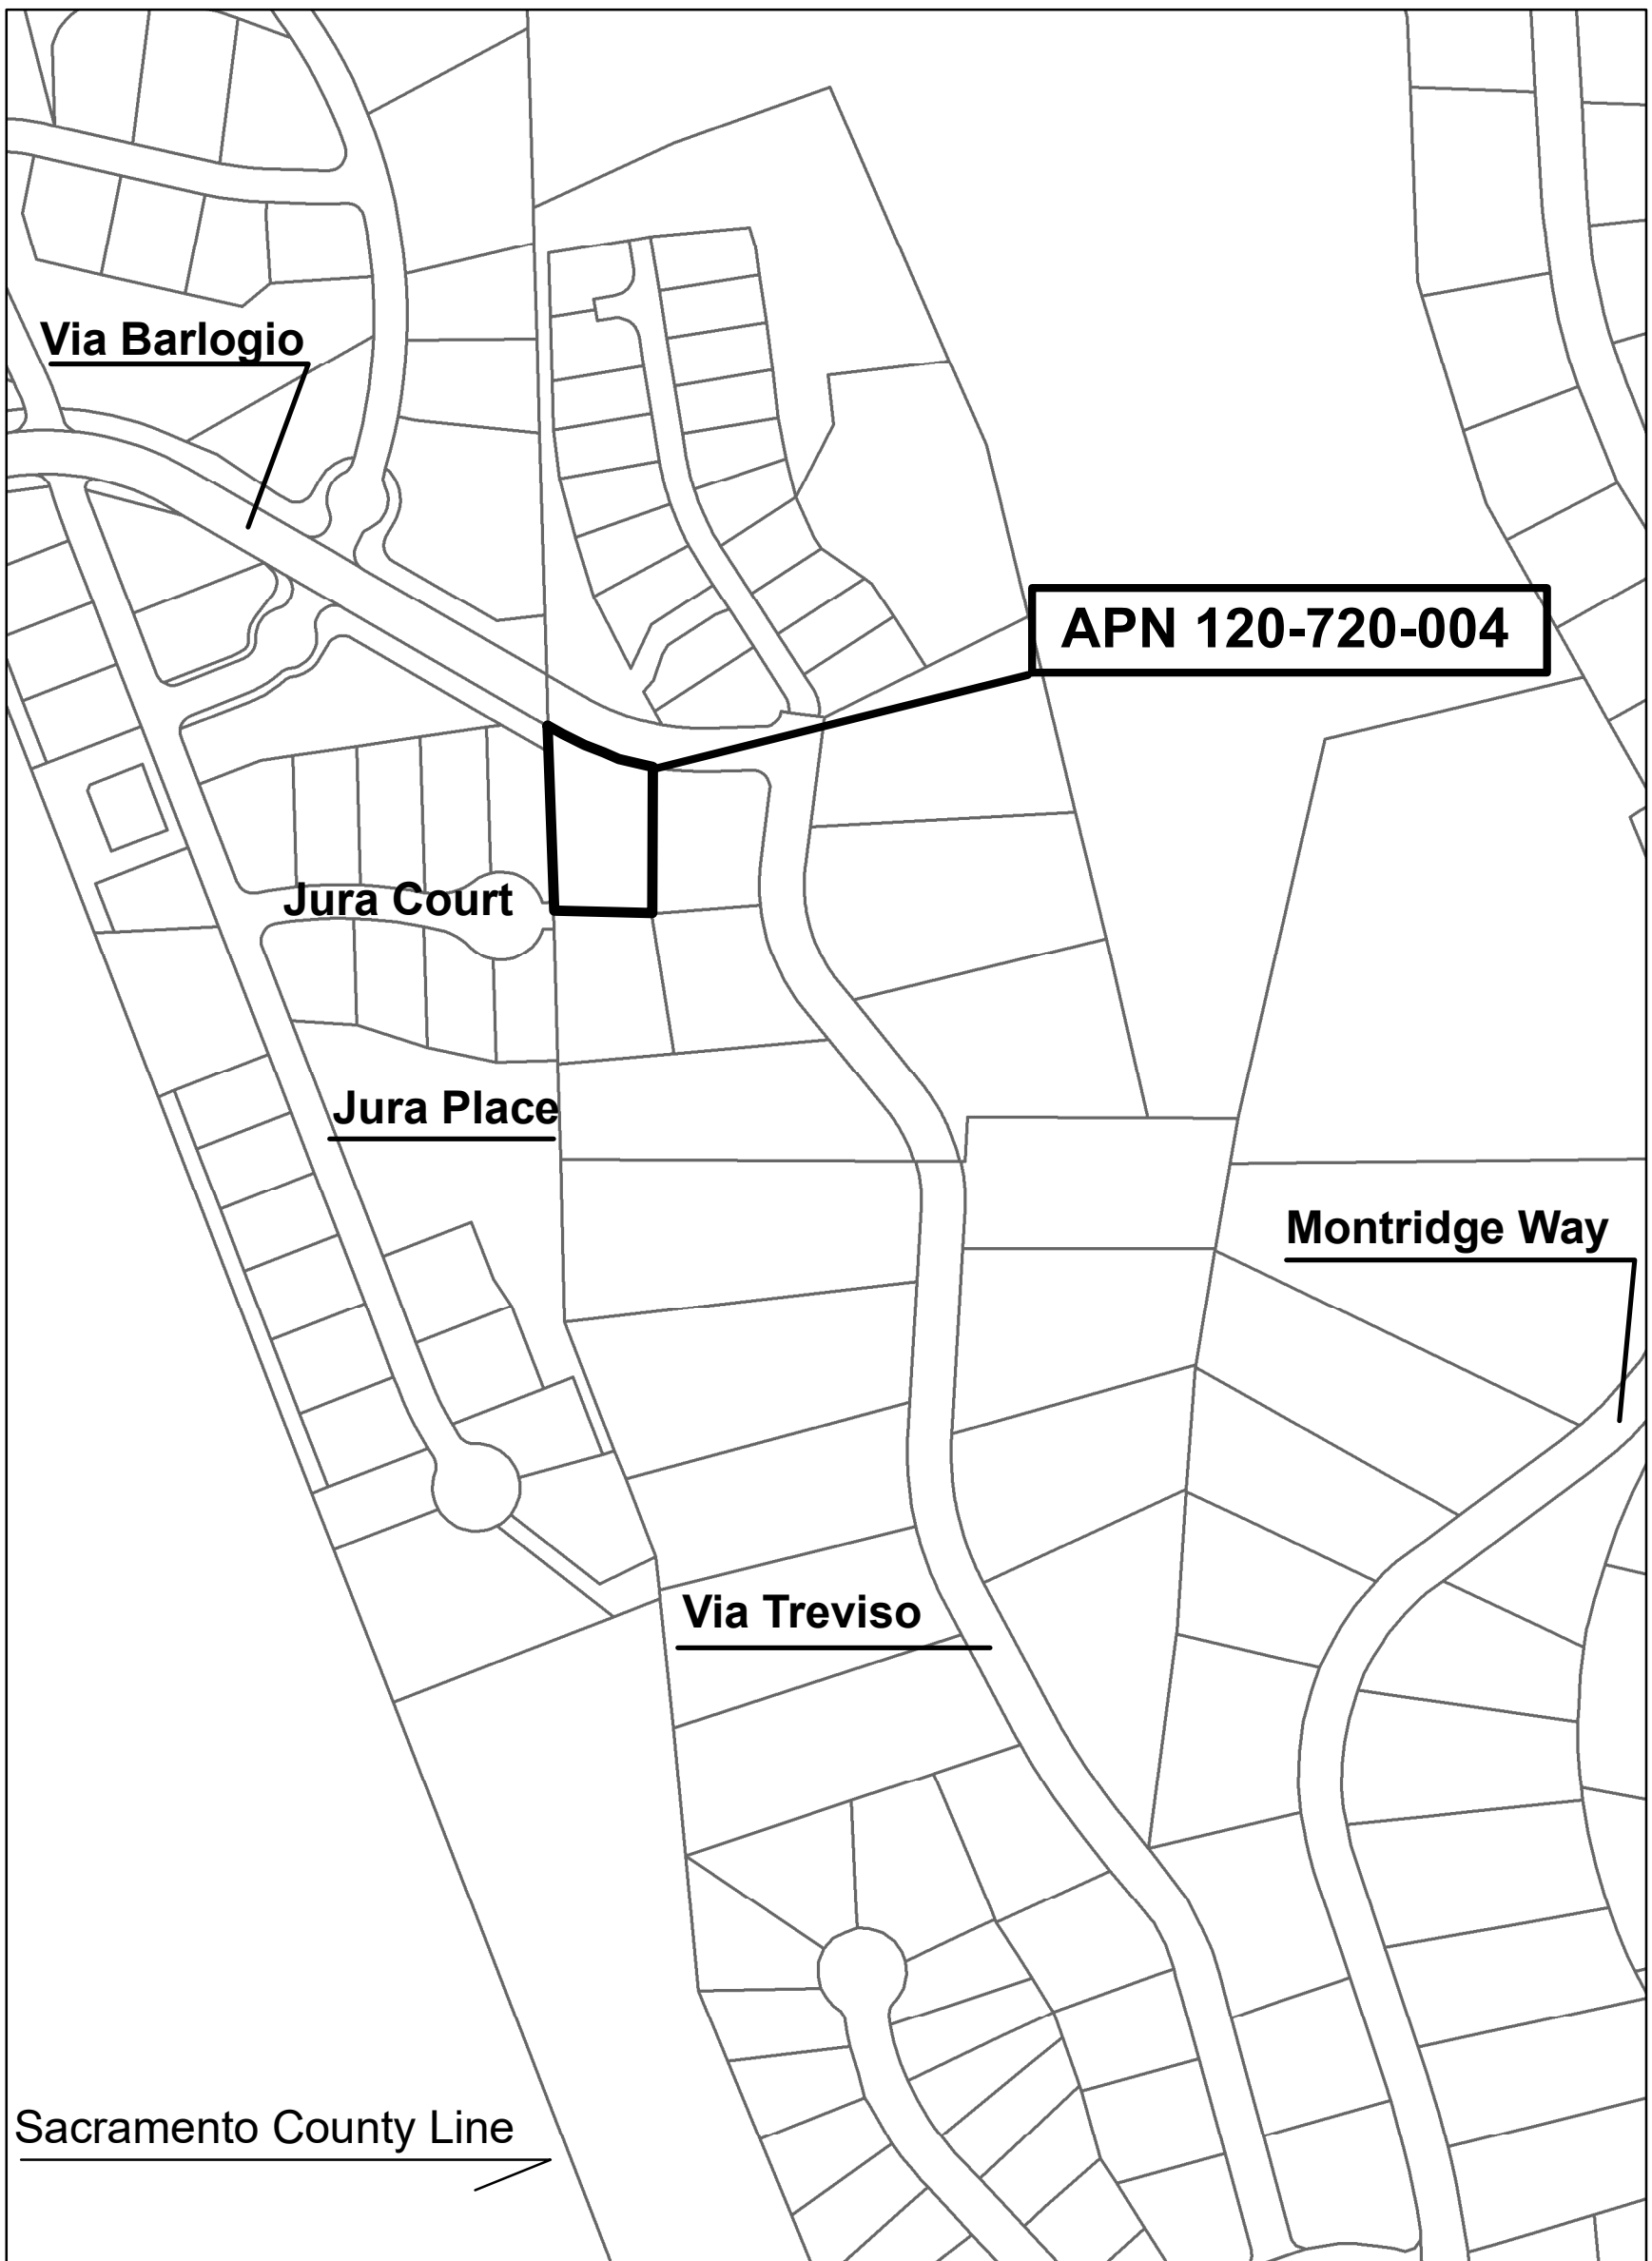 Via Barlogio
APN 120-720-004
Jura Court
Jura Place
Montridge Way
Via Treviso
Sacramento County Line